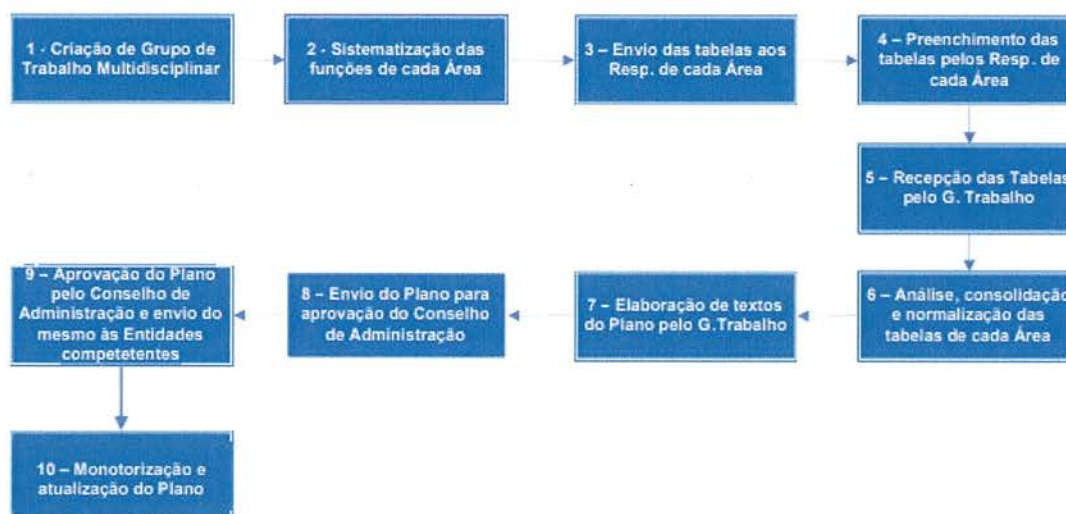 1 - Criação de Grupo de
Trabalho Multidisciplinar
2 - Sistematização das
funções de cada Área
3 – Envio das tabelas aos
Resp. de cada Área
4 – Preenchimento das
tabelas pelos Resp. de
cada Área
5 – Recepção das Tabelas
pelo G. Trabalho
6 – Análise, consolidação
e normalização das
tabelas de cada Área
7 – Elaboração de textos
do Plano pelo G.Trabalho
8 – Envio do Plano para
aprovação do Conselho
de Administração
9 – Aprovação do Plano
pelo Conselho de
Administração e envio do
mesmo às Entidades
competetentes
10 – Monotorização e
atualização do Plano